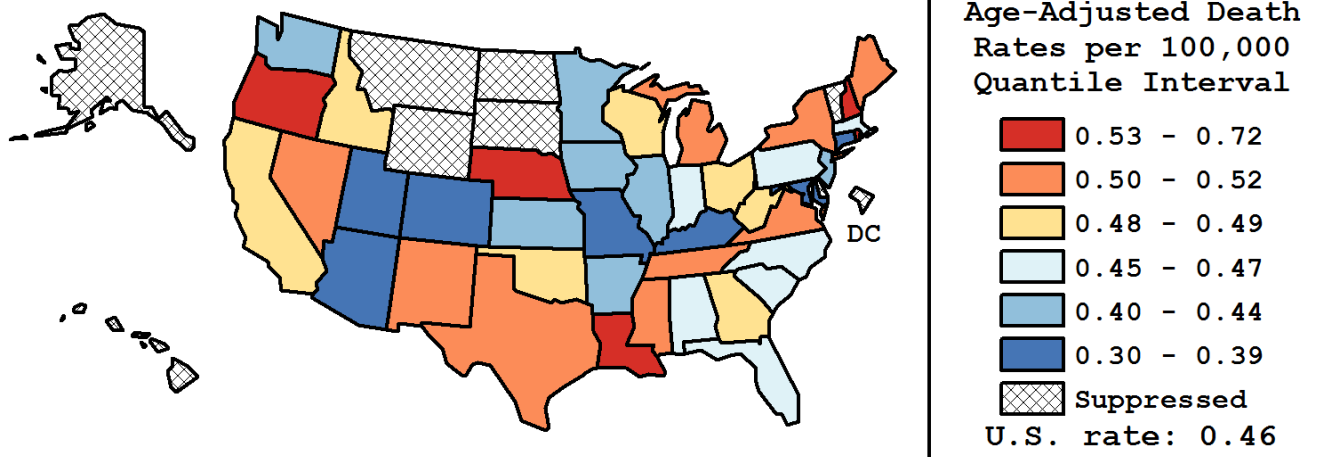 Age-Adjusted Death
Rates per 100,000
Quantile Interval
0.53 - 0.72
0.50 - 0.52
0.48 - 0.49
0.45 - 0.47
0.40 - 0.44
0.30 - 0.39
Suppressed
U.S. rate: 0.46
DC